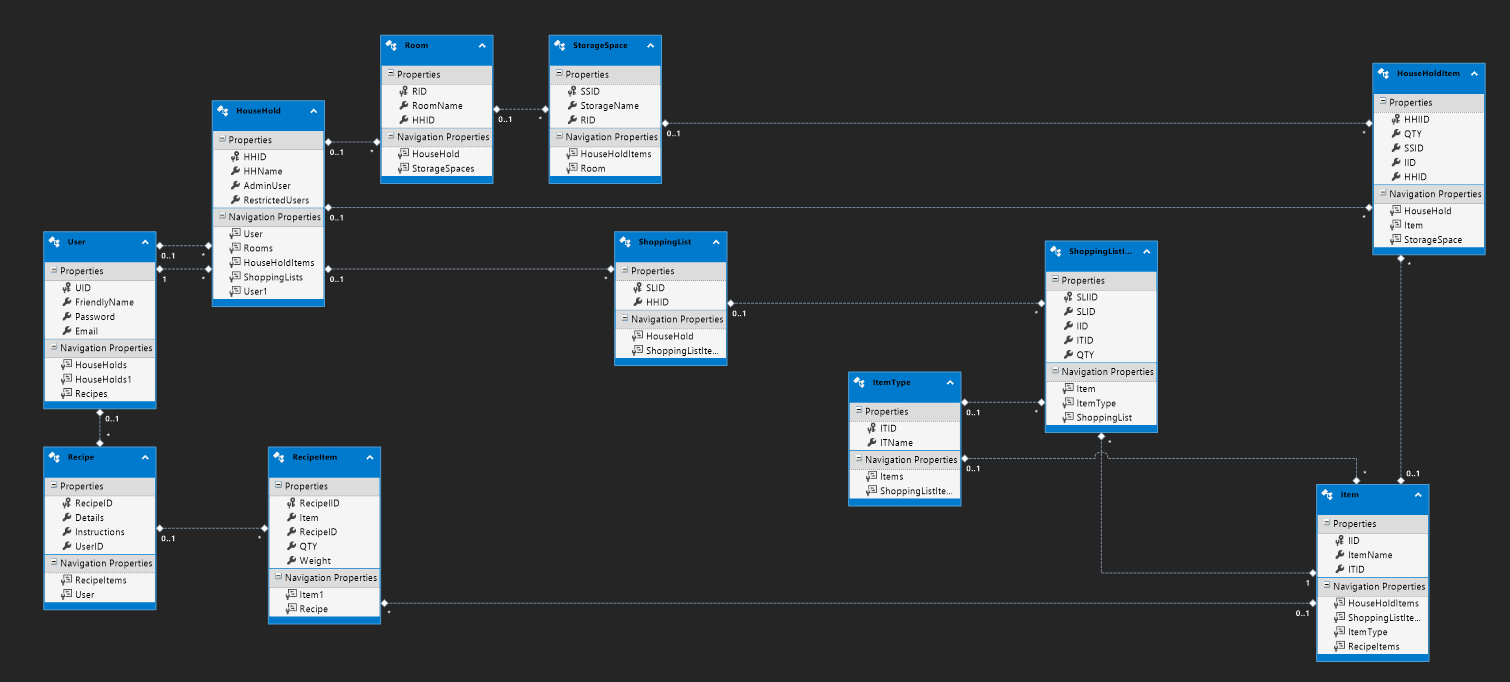 Room
Properties
RID
RoomName
HHID
Navigation Properties
HouseHold
StorageSpaces
StorageSpace
Properties
SSID
StorageName
RID
Navigation Properties
HouseHoldItems
Room
HouseHoldItem
Properties
HHIID
QTY
SSID
IID
HHID
Navigation Properties
HouseHold
Item
StorageSpace
HouseHold
Properties
HHID
HHName
AdminUser
RestrictedUsers
Navigation Properties
User
Rooms
HouseHoldItems
ShoppingLists
User1
0..1 *
0..1 *
0..1 *
0..1 *
0..1 *
0..1 *
1 *
User
Properties
UID
FriendlyName
Password
Email
Navigation Properties
HouseHolds
HouseHolds1
Recipes
ShoppingList
Properties
SLID
HHID
Navigation Properties
HouseHold
ShoppingListIte...
0..1 *
ShoppingListI...
Properties
SLIID
SLID
IID
ITID
QTY
Navigation Properties
Item
ItemType
ShoppingList
ItemType
Properties
ITID
ITName
Navigation Properties
Items
ShoppingListIte...
0..1 *
0..1 *
0..1
*
Recipe
Properties
RecipeID
Details
Instructions
UserID
Navigation Properties
RecipeItems
User
0..1 *
RecipeItem
Properties
RecipeIID
Item
RecipeID
QTY
Weight
Navigation Properties
Item1
Recipe
* 0..1
*
1
*
0..1
Item
Properties
IID
ItemName
ITID
Navigation Properties
HouseHoldItems
ShoppingListIte...
ItemType
RecipeItems